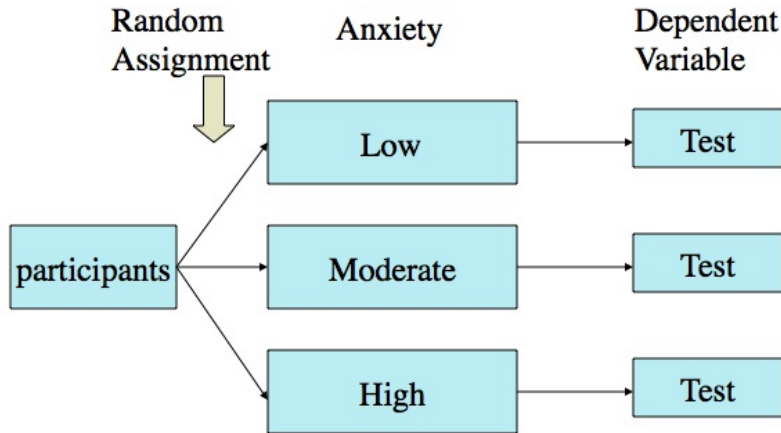 Random
Assignment
Anxiety
Dependent
Variable
Low
Test
participants
Moderate
Test
High
Test